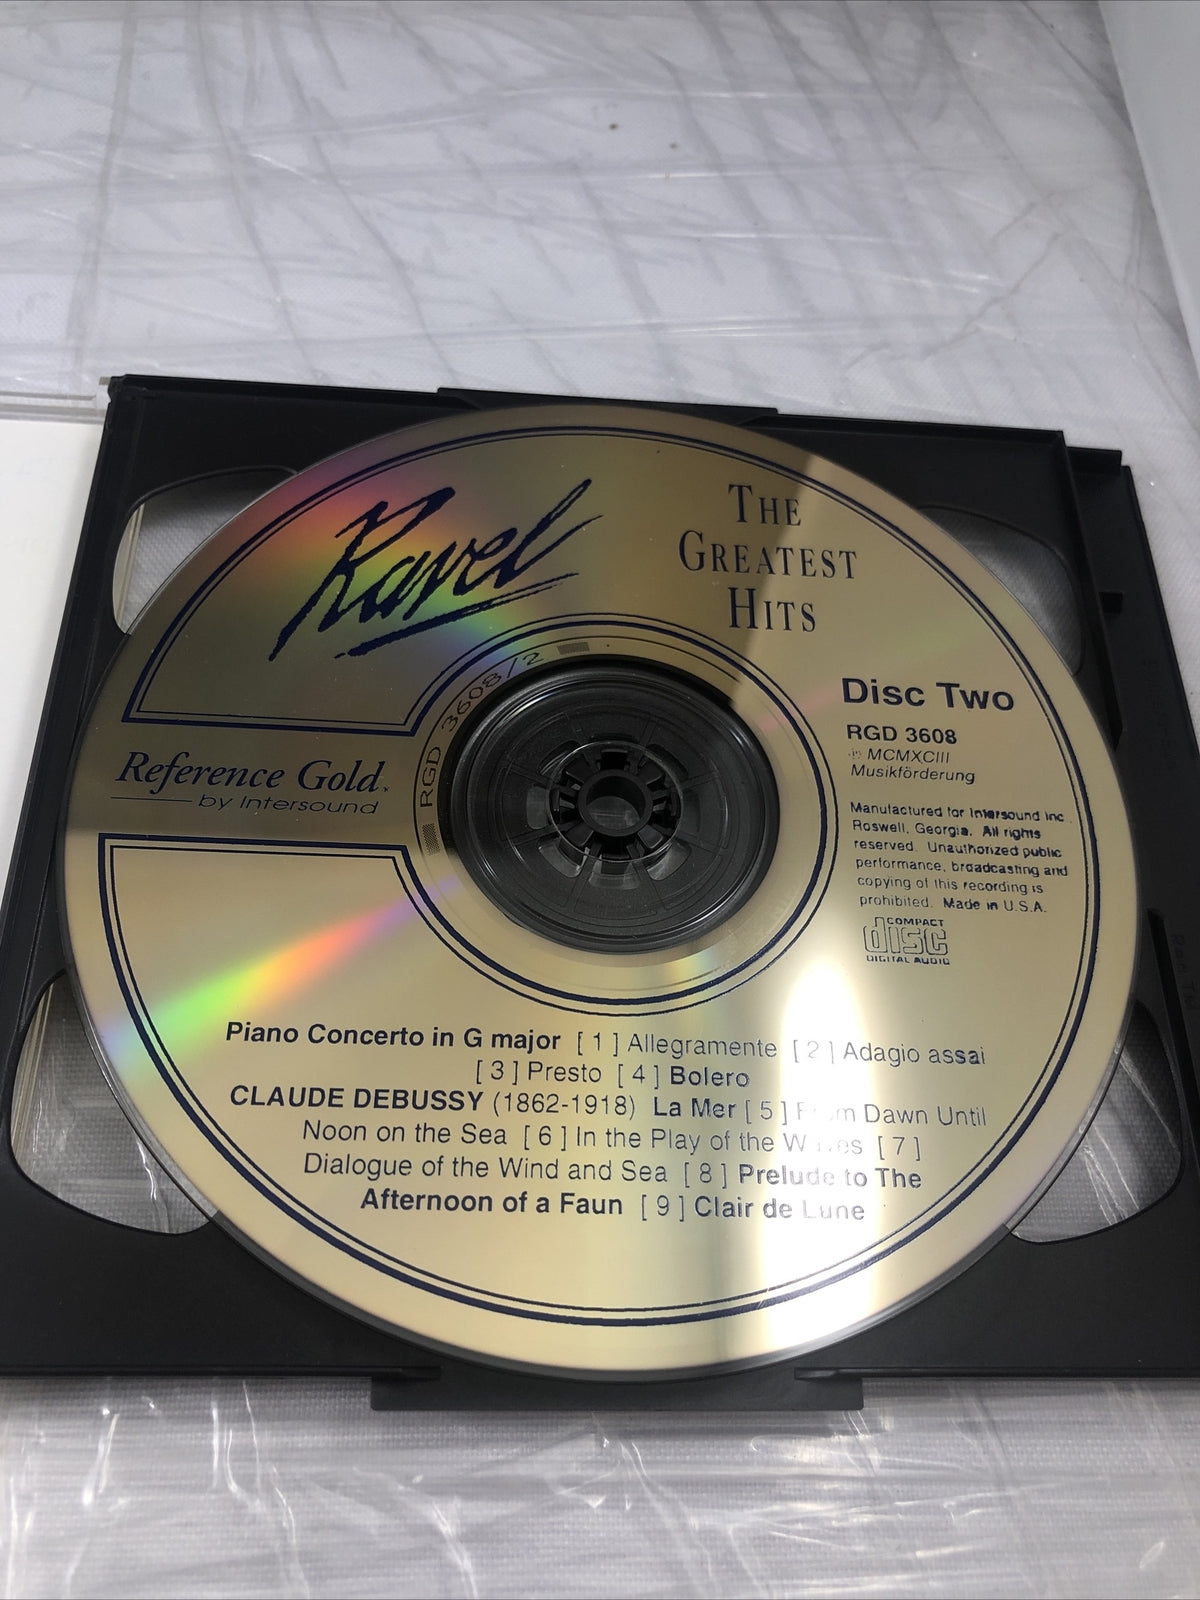 Ravel
THE
GREATEST
HITS
RGD 3608/2
Disc Two
RGD 3608
℗ MCMXCIII
Musikförderung
Reference Gold
by Intersound
Manufactured for Intersound Inc.
Roswell, Georgia. All rights
reserved. Unauthorized public
performance, broadcasting and
copying of this recording is
prohibited. Made in U.S.A.
COMPACT
disc
DIGITAL AUDIO
Piano Concerto in G major [ 1 ] Allegramente [ 2 ] Adagio assai
[ 3 ] Presto [ 4 ] Bolero
CLAUDE DEBUSSY (1862-1918) La Mer [ 5 ] From Dawn Until
Noon on the Sea [ 6 ] In the Play of the Waves [ 7 ]
Dialogue of the Wind and Sea [ 8 ] Prelude to The
Afternoon of a Faun [ 9 ] Clair de Lune